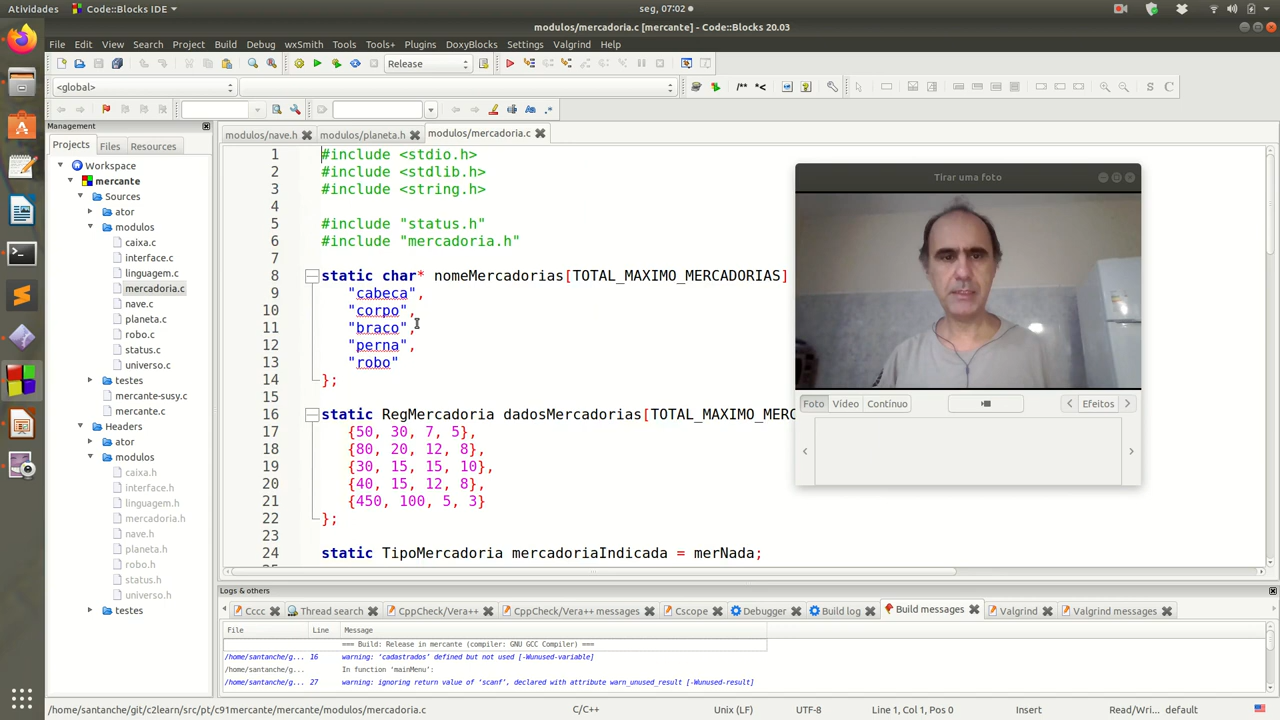 Atividades
Code::Blocks IDE
seg, 07:02
modulos/mercadoria.c [mercante] - Code::Blocks 20.03
File Edit View Search Project Build Debug wxSmith Tools Tools+ Plugins DoxyBlocks Settings Valgrind Help
Release
<global>
/** *<
S C
Aa .*
Management
Projects Files Resources
Workspace
mercante
Sources
ator
modulos
caixa.c
interface.c
linguagem.c
mercadoria.c
nave.c
planeta.c
robo.c
status.c
universo.c
testes
mercante-susy.c
mercante.c
Headers
ator
modulos
caixa.h
interface.h
linguagem.h
mercadoria.h
nave.h
planeta.h
robo.h
status.h
universo.h
testes
modulos/nave.h modulos/planeta.h modulos/mercadoria.c
1 #include <stdio.h>
2 #include <stdlib.h>
3 #include <string.h>
4
5 #include "status.h"
6 #include "mercadoria.h"
7
8 static char* nomeMercadorias[TOTAL_MAXIMO_MERCADORIAS]
9 "cabeca",
10 "corpo",
11 "braco",
12 "perna",
13 "robo"
14 };
15
16 static RegMercadoria dadosMercadorias[TOTAL_MAXIMO_MERC
17 {50, 30, 7, 5},
18 {80, 20, 12, 8},
19 {30, 15, 15, 10},
20 {40, 15, 12, 8},
21 {450, 100, 5, 3}
22 };
23
24 static TipoMercadoria mercadoriaIndicada = merNada;
Tirar uma foto
Foto Vídeo Contínuo Efeitos
Logs & others
Cccc Thread search CppCheck/Vera++ CppCheck/Vera++ messages Cscope Debugger Build log Build messages Valgrind Valgrind messages
File Line Message
=== Build: Release in mercante (compiler: GNU GCC Compiler) ===
/home/santanche/g... 16 warning: ‘cadastrados’ defined but not used [-Wunused-variable]
/home/santanche/g... In function ‘mainMenu’:
/home/santanche/g... 27 warning: ignoring return value of ‘scanf’, declared with attribute warn_unused_result [-Wunused-result]
/home/santanche/git/c2learn/src/pt/c91mercante/mercante/modulos/mercadoria.c C/C++ Unix (LF) UTF-8 Line 1, Col 1, Pos 0 Insert Read/Wri... default